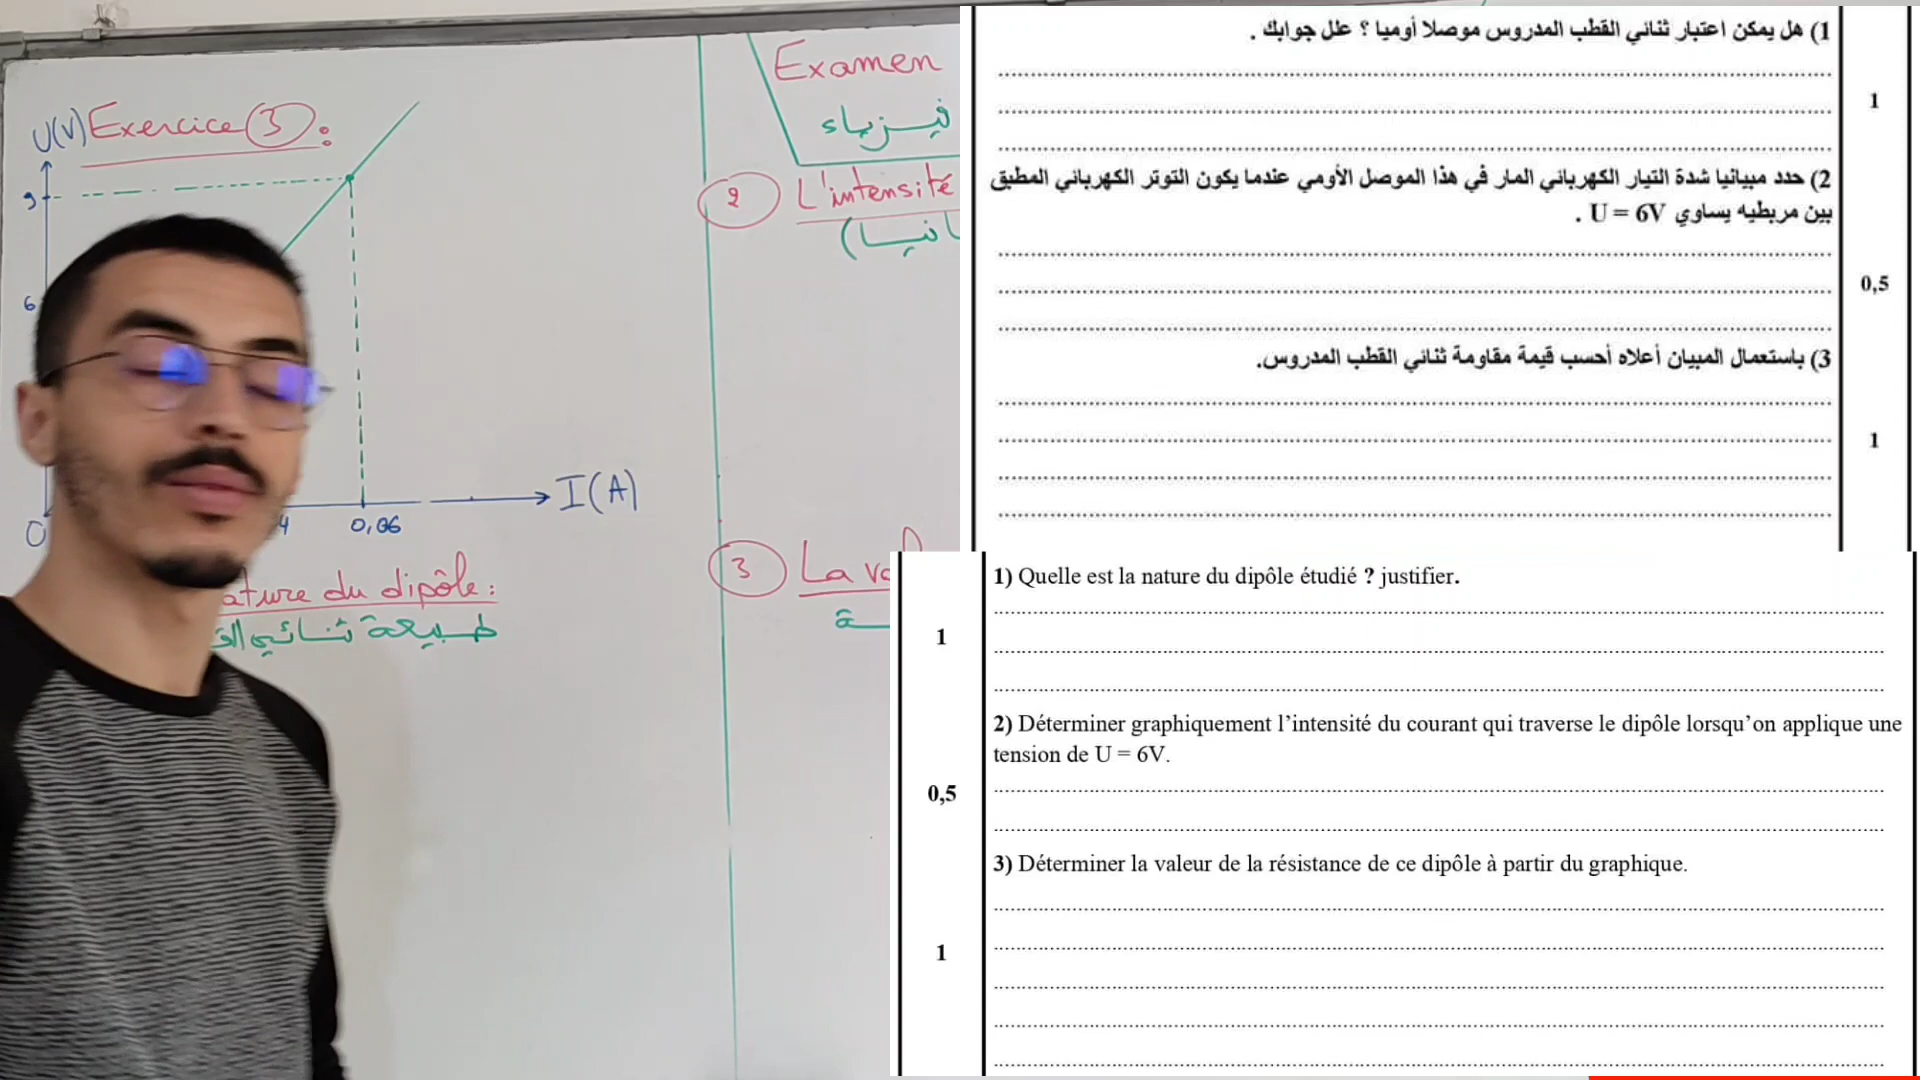 Exercice 3 :
U(V)
9
6
O
0,06
I(A)
ature du dipôle :
طبيعة ثنائي الق
Examen
فيزياء
2 L'intensité
3 La va
1) هل يمكن اعتبار ثنائي القطب المدروس موصلا أوميا ؟ علل جوابك .
1
2) حدد مبيانيا شدة التيار الكهربائي المار في هذا الموصل الأومي عندما يكون التوتر الكهربائي المطبق
بين مربطيه يساوي U = 6V .
0,5
3) باستعمال المبيان أعلاه أحسب قيمة مقاومة ثنائي القطب المدروس.
1
1) Quelle est la nature du dipôle étudié ? justifier.
1
2) Déterminer graphiquement l’intensité du courant qui traverse le dipôle lorsqu’on applique une
tension de U = 6V.
0,5
3) Déterminer la valeur de la résistance de ce dipôle à partir du graphique.
1